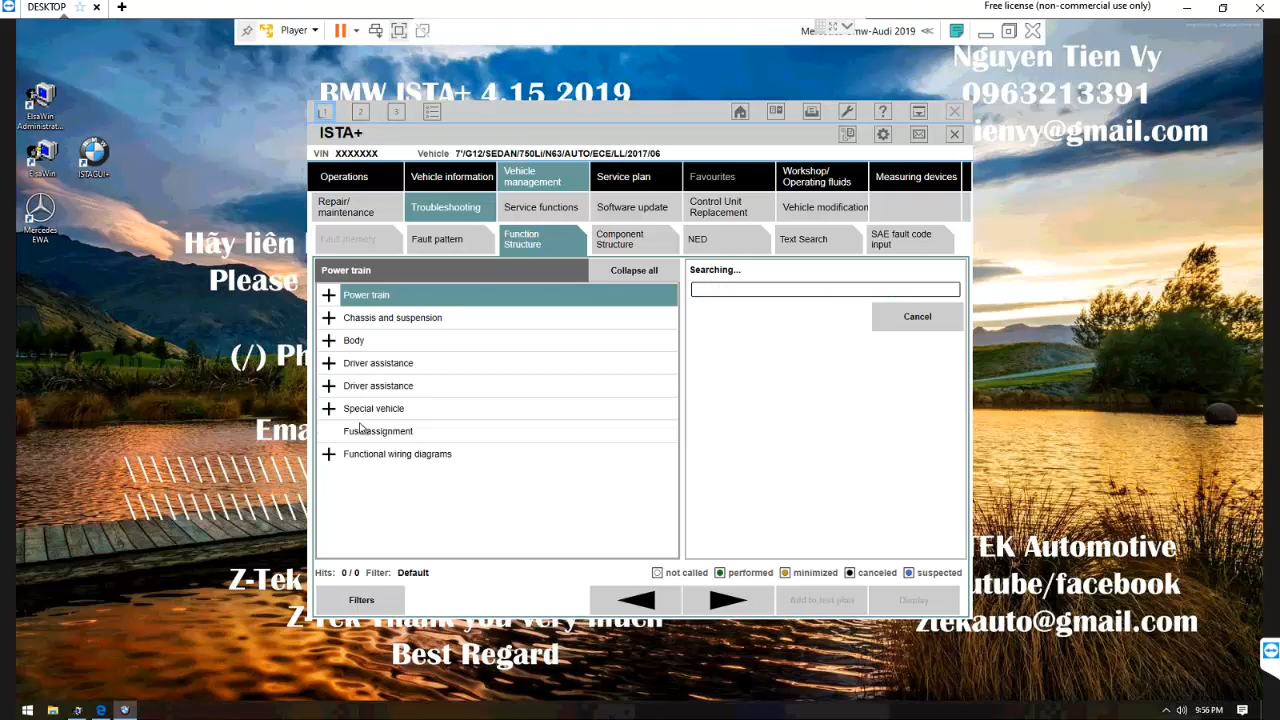 DESKTOP
Free license (non-commercial use only)
Player
2019
Nguyen Tien Vy
BMW ISTA+ 4.15 2019
0963213391
ienvy@gmail.com
ElsaWin
Administrat...
ElsaWin
ISTAGUI+
Mercedes
EWA
1 2 3
ISTA+
VIN XXXXXXX Vehicle 7'/G12/SEDAN/750Li/N63/AUTO/ECE/LL/2017/06
Operations
Vehicle information
Vehicle
management
Service plan
Favourites
Workshop/
Operating fluids
Measuring devices
Repair/
maintenance
Troubleshooting
Service functions
Software update
Control Unit
Replacement
Vehicle modification
Fault memory
Fault pattern
Function
Structure
Component
Structure
NED
Text Search
SAE fault code
input
Hãy liên
Please
(/) Ph
Ema
Power train
Collapse all
Power train
Chassis and suspension
Body
Driver assistance
Driver assistance
Special vehicle
Fuse assignment
Functional wiring diagrams
Searching...
Cancel
Hits: 0 / 0 Filter: Default
not called performed minimized canceled suspected
Filters
Add to test plan
Display
TEK Automotive
utube/facebook
ztekauto@gmail.com
Z-Tek
Z-Tek Thank you very much
Best Regard
9:56 PM